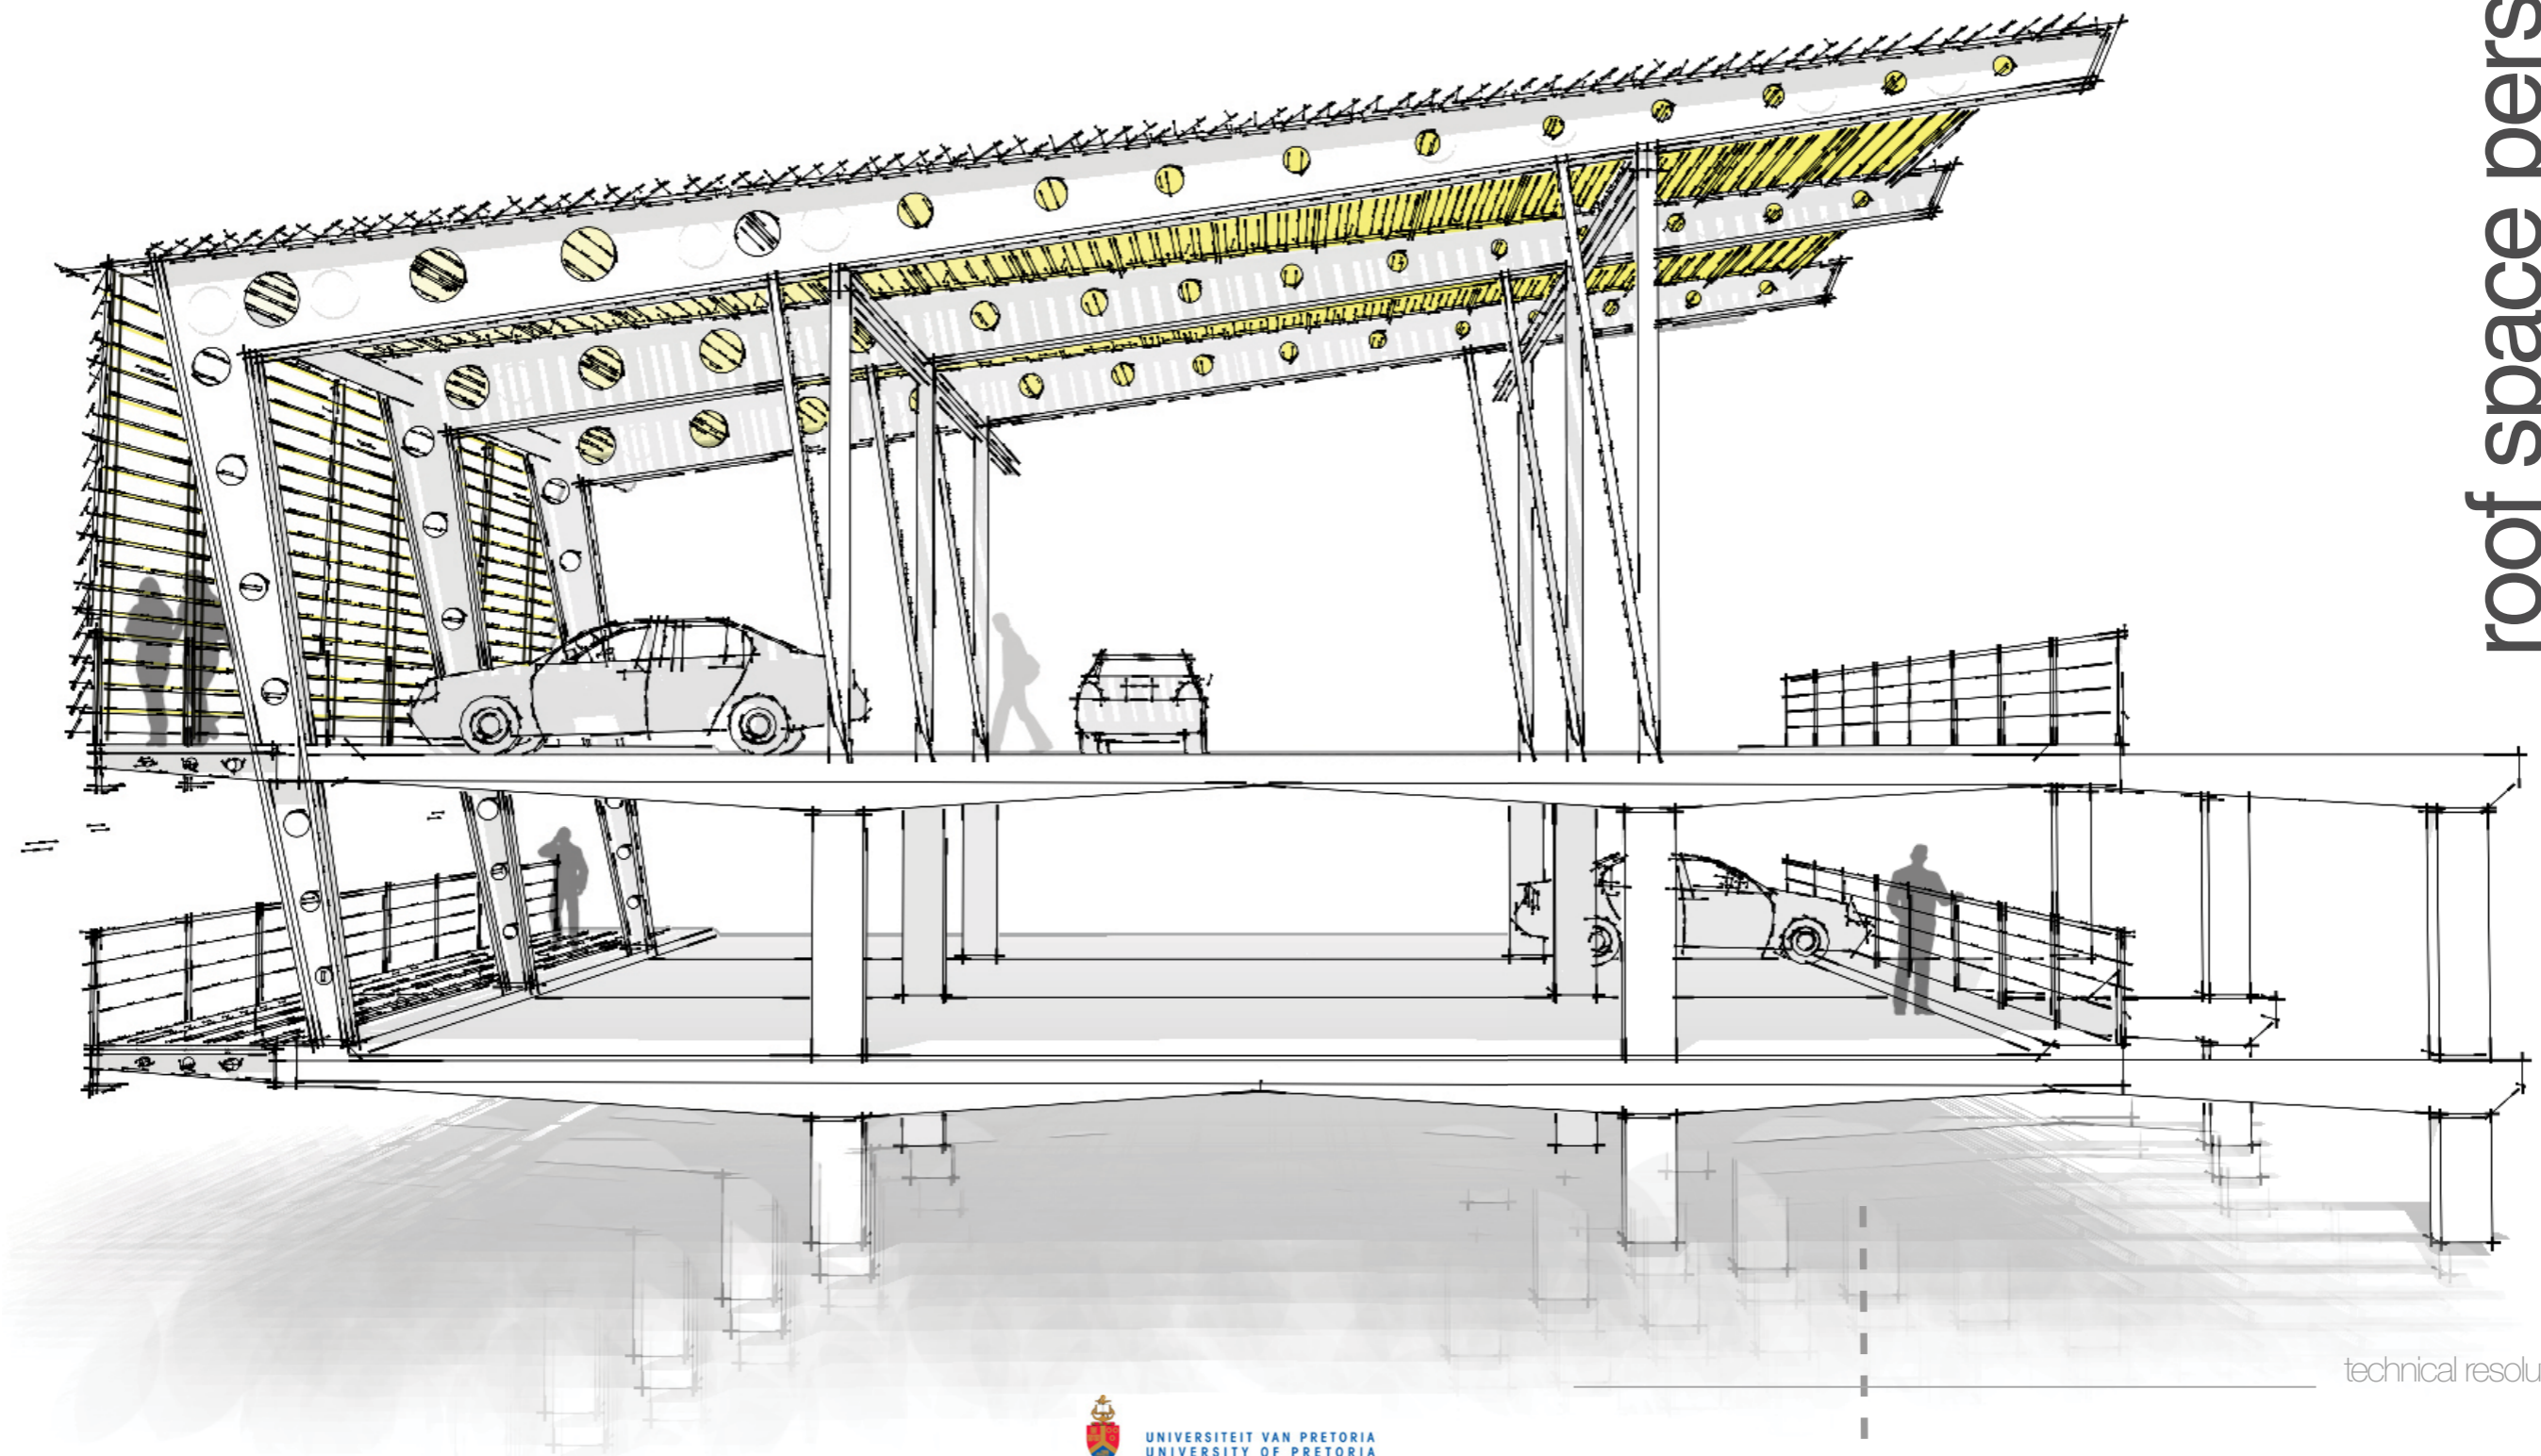 roof space pers
technical resolu
UNIVERSITEIT VAN PRETORIA
UNIVERSITY OF PRETORIA